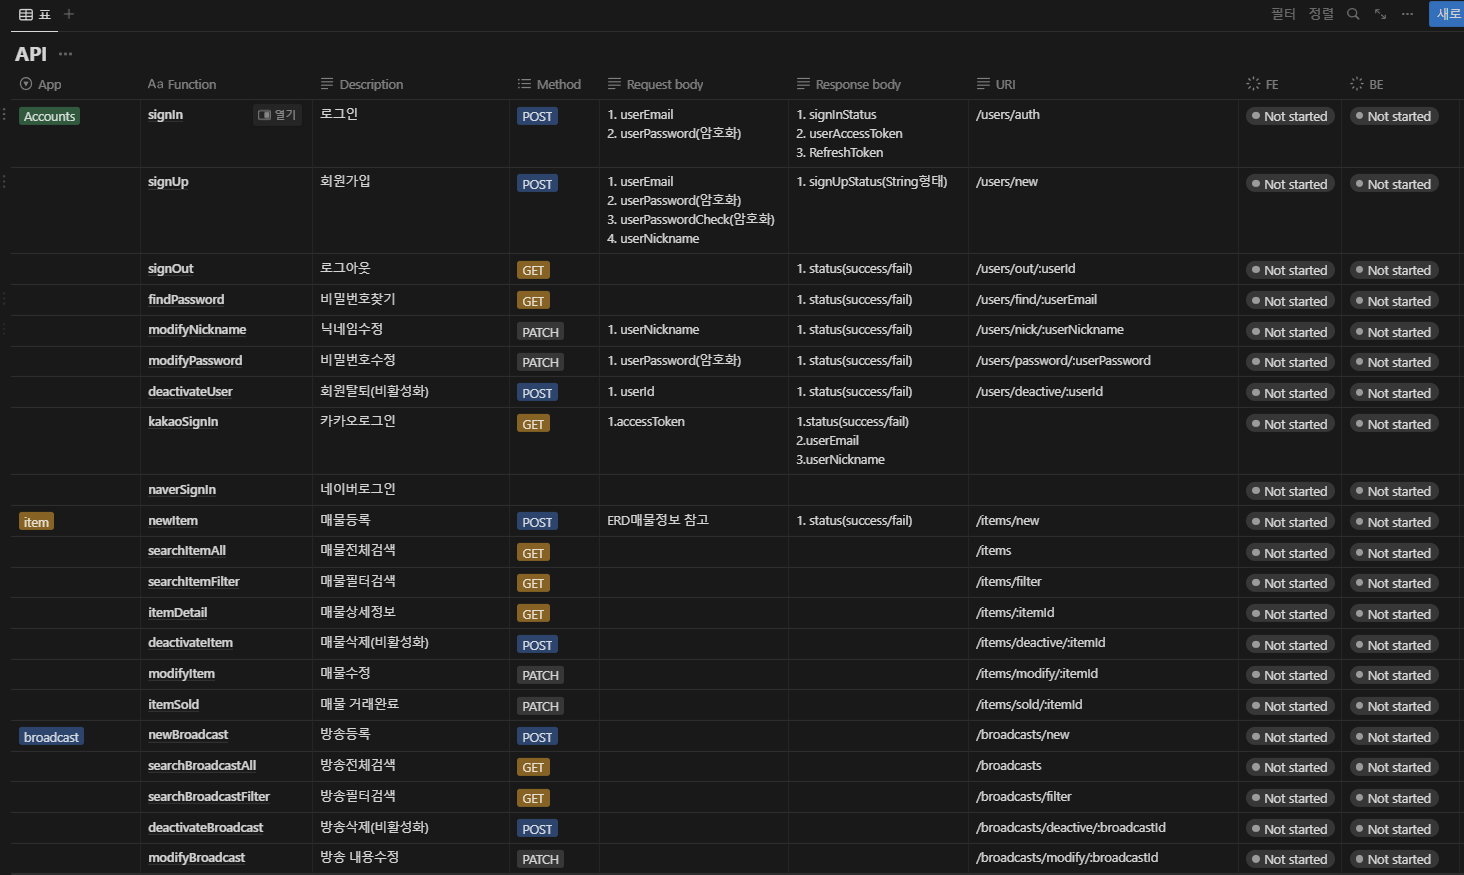 표
필터 정렬 새로
API
App Function Description Method Request body Response body URI FE BE
Accounts signIn 열기 로그인 POST 1. userEmail 1. signInStatus /users/auth Not started Not started
2. userPassword(암호화) 2. userAccessToken
3. RefreshToken
signUp 회원가입 POST 1. userEmail 1. signUpStatus(String형태) /users/new Not started Not started
2. userPassword(암호화)
3. userPasswordCheck(암호화)
4. userNickname
signOut 로그아웃 GET 1. status(success/fail) /users/out/:userId Not started Not started
findPassword 비밀번호찾기 GET 1. status(success/fail) /users/find/:userEmail Not started Not started
modifyNickname 닉네임수정 PATCH 1. userNickname 1. status(success/fail) /users/nick/:userNickname Not started Not started
modifyPassword 비밀번호수정 PATCH 1. userPassword(암호화) 1. status(success/fail) /users/password/:userPassword Not started Not started
deactivateUser 회원탈퇴(비활성화) POST 1. userId 1. status(success/fail) /users/deactive/:userId Not started Not started
kakaoSignIn 카카오로그인 GET 1.accessToken 1.status(success/fail) Not started Not started
2.userEmail
3.userNickname
naverSignIn 네이버로그인 Not started Not started
item newItem 매물등록 POST ERD매물정보 참고 1. status(success/fail) /items/new Not started Not started
searchItemAll 매물전체검색 GET /items Not started Not started
searchItemFilter 매물필터검색 GET /items/filter Not started Not started
itemDetail 매물상세정보 GET /items/:itemId Not started Not started
deactivateItem 매물삭제(비활성화) POST /items/deactive/:itemId Not started Not started
modifyItem 매물수정 PATCH /items/modify/:itemId Not started Not started
itemSold 매물 거래완료 PATCH /items/sold/:itemId Not started Not started
broadcast newBroadcast 방송등록 POST /broadcasts/new Not started Not started
searchBroadcastAll 방송전체검색 GET /broadcasts Not started Not started
searchBroadcastFilter 방송필터검색 GET /broadcasts/filter Not started Not started
deactivateBroadcast 방송삭제(비활성화) POST /broadcasts/deactive/:broadcastId Not started Not started
modifyBroadcast 방송 내용수정 PATCH /broadcasts/modify/:broadcastId Not started Not started